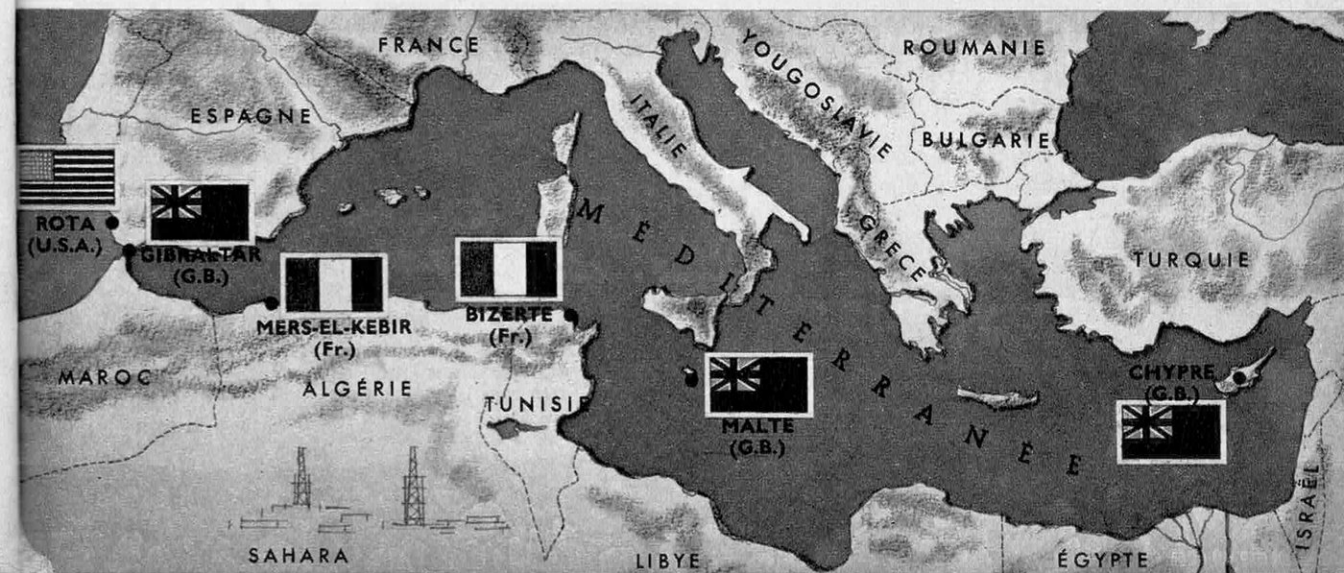 FRANCE
YOUGOSLAVIE
ROUMANIE
ESPAGNE
ITALIE
BULGARIE
ROTA
(U.S.A.)
GIBRALTAR
(G.B.)
MÉDITERRANÉE
GRECE
TURQUIE
MERS-EL-KEBIR
(Fr.)
BIZERTE
(Fr.)
MAROC
ALGÉRIE
TUNISIE
MALTE
(G.B.)
CHYPRE
(G.B.)
ISRAËL
SAHARA
LIBYE
ÉGYPTE